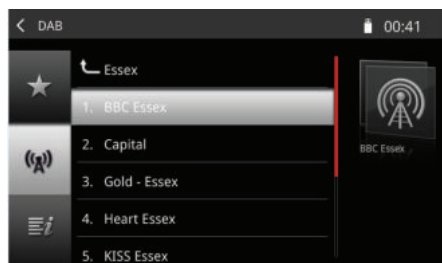 DAB
00:41
Essex
1. BBC Essex
2. Capital
3. Gold - Essex
4. Heart Essex
5. KISS Essex
BBC Essex